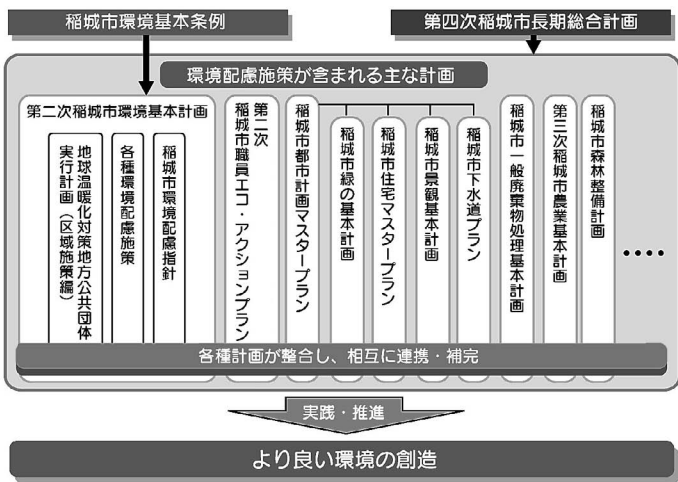 稲城市環境基本条例
第四次稲城市長期総合計画
環境配慮施策が含まれる主な計画
第二次稲城市環境基本計画
地球温暖化対策地方公共団体
実行計画(区域施策編)
各種環境配慮施策
稲城市環境配慮指針
第二次
稲城市職員エコ・アクションプラン
稲城市都市計画マスタープラン
稲城市緑の基本計画
稲城市住宅マスタープラン
稲城市景観基本計画
稲城市下水道プラン
稲城市一般廃棄物処理基本計画
第三次稲城市農業基本計画
稲城市森林整備計画
••••
各種計画が整合し、相互に連携・補完
実践・推進
より良い環境の創造